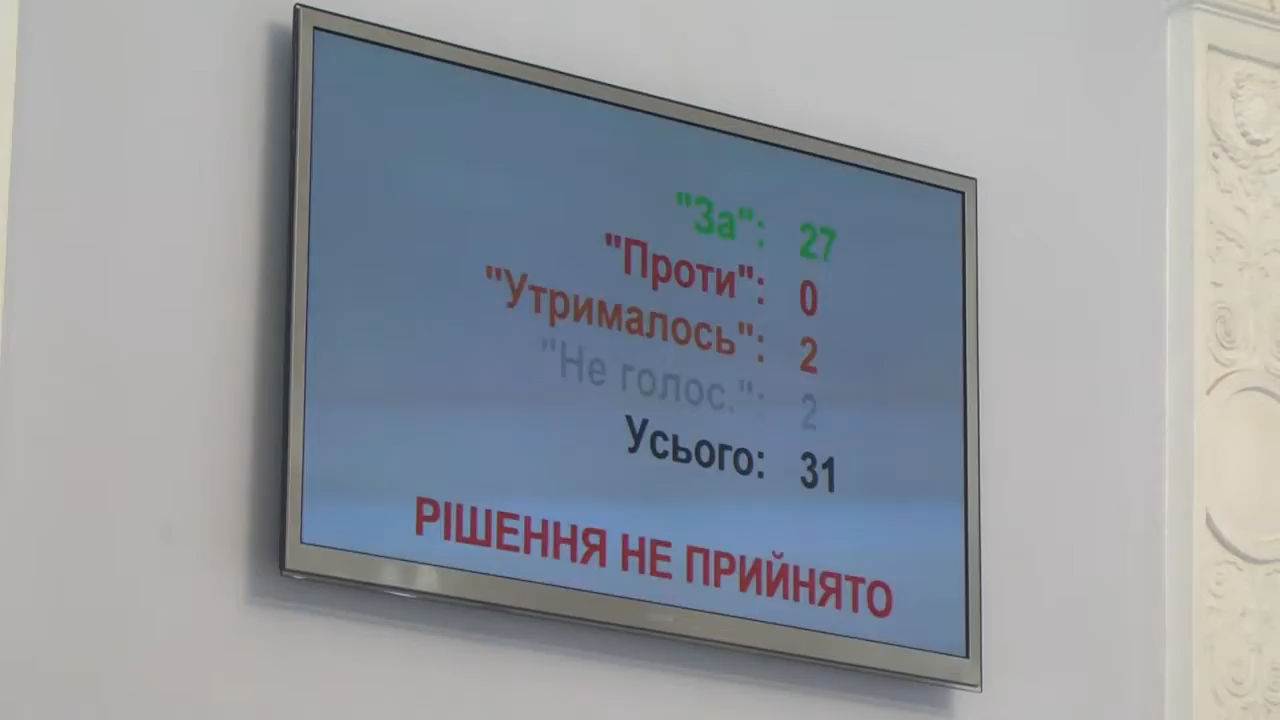 "За": 27
"Проти": 0
"Утрималось": 2
"Не голос.": 2
Усього: 31
РІШЕННЯ НЕ ПРИЙНЯТО